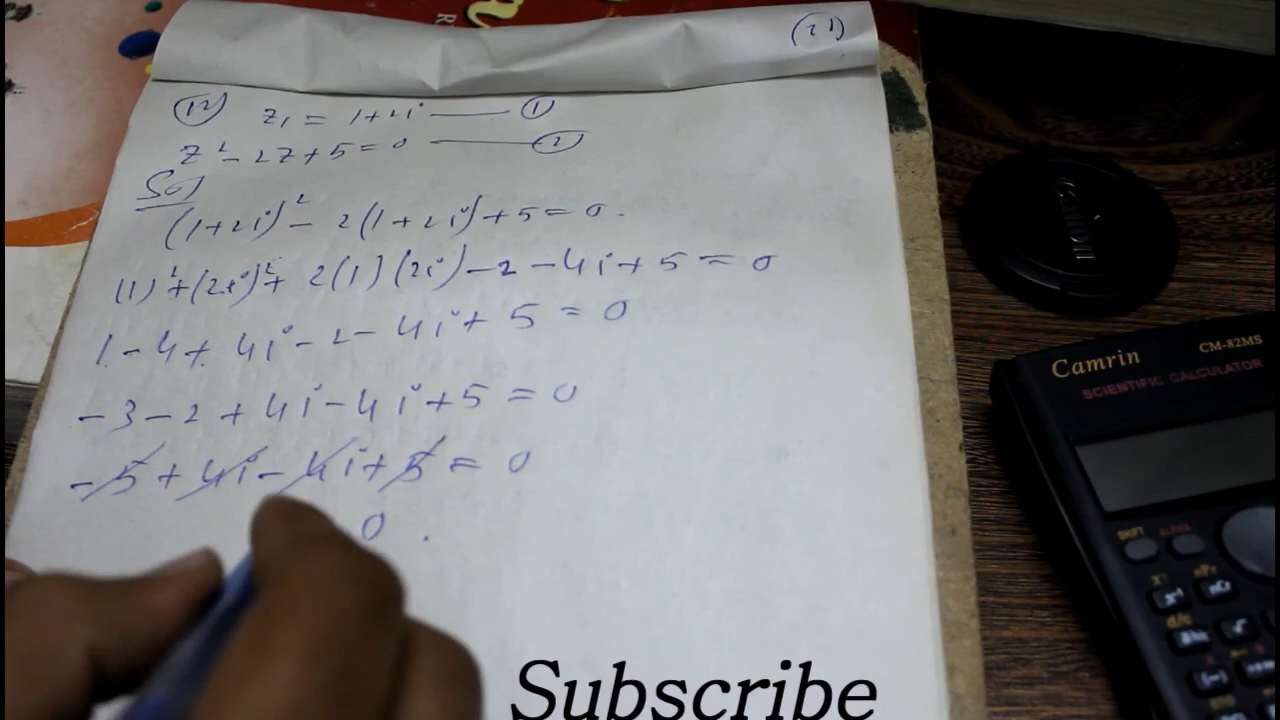 (21)
(12) z₁ = 1+2i —— (1)
z² - 2z + 5 = 0 —— (2)
Sol
(1+2i)² - 2(1+2i) + 5 = 0.
(1)² + (2i)² + 2(1)(2i) - 2 - 4i + 5 = 0
1 - 4 + 4i - 2 - 4i + 5 = 0
-3 - 2 + 4i - 4i + 5 = 0
-5 + 4i - 4i + 5 = 0
0 .
Camrin
CM-82MS
SCIENTIFIC CALCULATOR
SHIFT
ALPHA
Subscribe